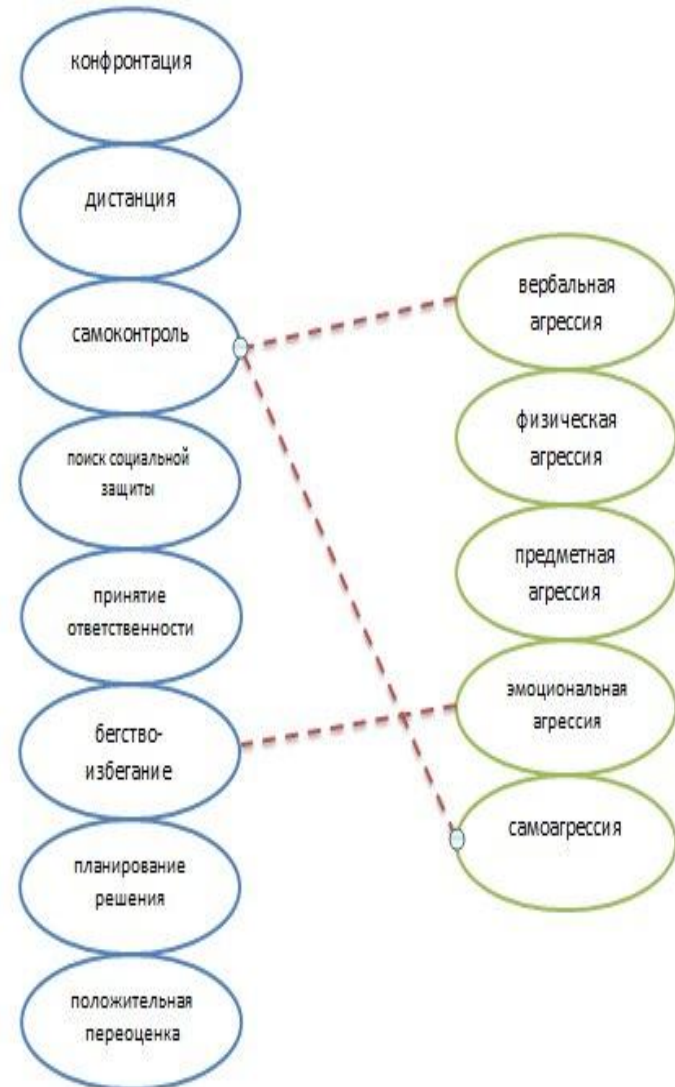 конфронтация
дистанция
самоконтроль
поиск социальной
защиты
принятие
ответственности
бегство-
избегание
планирование
решения
положительная
переоценка
вербальная
агрессия
физическая
агрессия
предметная
агрессия
эмоциональная
агрессия
самоагрессия